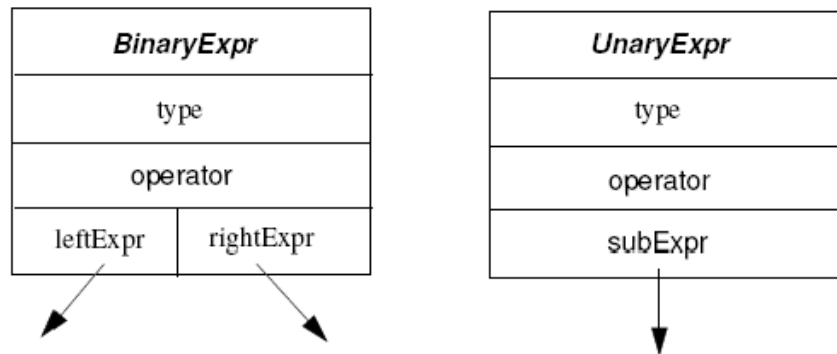 BinaryExpr
type
operator
leftExpr rightExpr
UnaryExpr
type
operator
subExpr